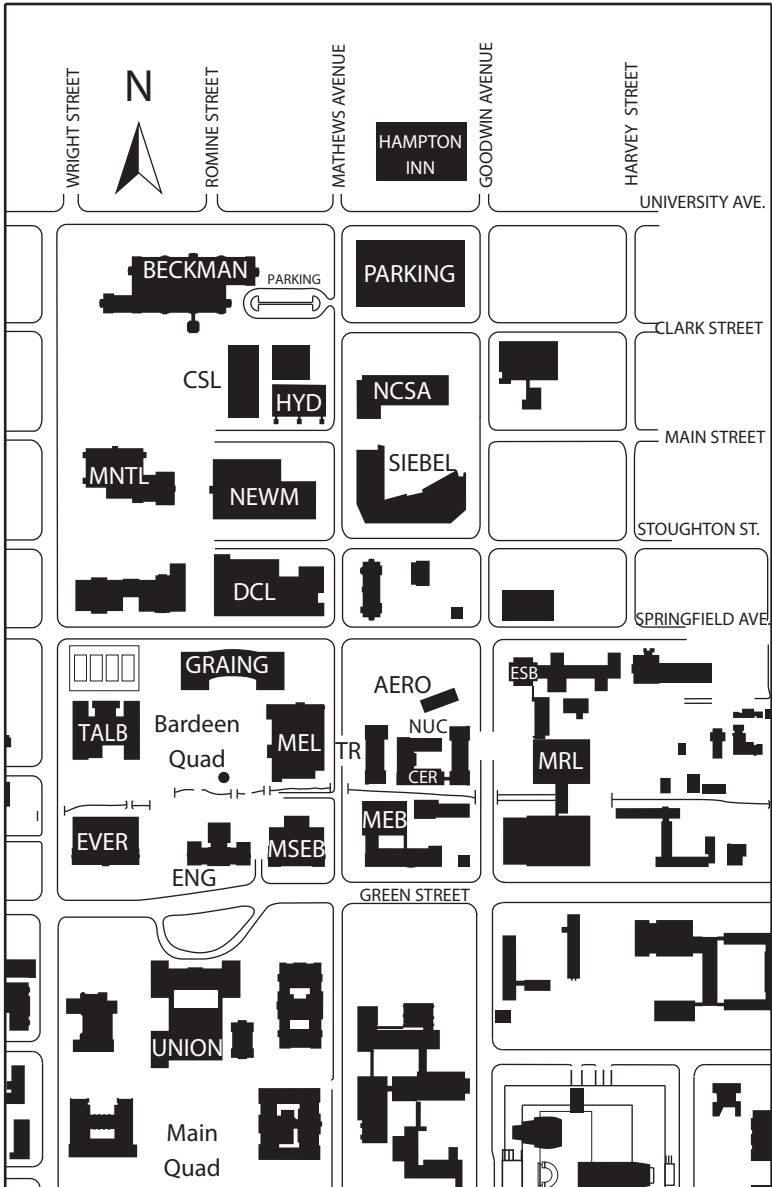 N
WRIGHT STREET
ROMINE STREET
MATHEWS AVENUE
GOODWIN AVENUE
HARVEY STREET
HAMPTON
INN
UNIVERSITY AVE.
BECKMAN
PARKING
PARKING
CLARK STREET
CSL
HYD
NCSA
MAIN STREET
MNTL
NEWM
SIEBEL
STOUGHTON ST.
DCL
SPRINGFIELD AVE.
GRAING
ESB
AERO
TALB
Bardeen
Quad
MEL
TR
NUC
CER
MRL
EVER
ENG
MSEB
MEB
GREEN STREET
UNION
Main
Quad